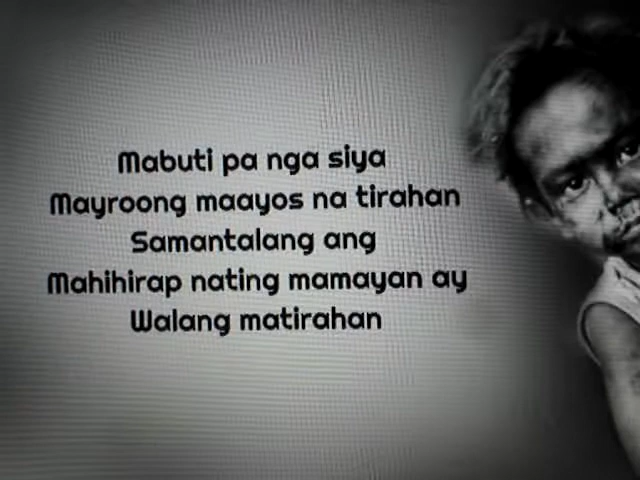 Mabuti pa nga siya
Mayroong maayos na tirahan
Samantalang ang
Mahihirap nating mamayan ay
Walang matirahan